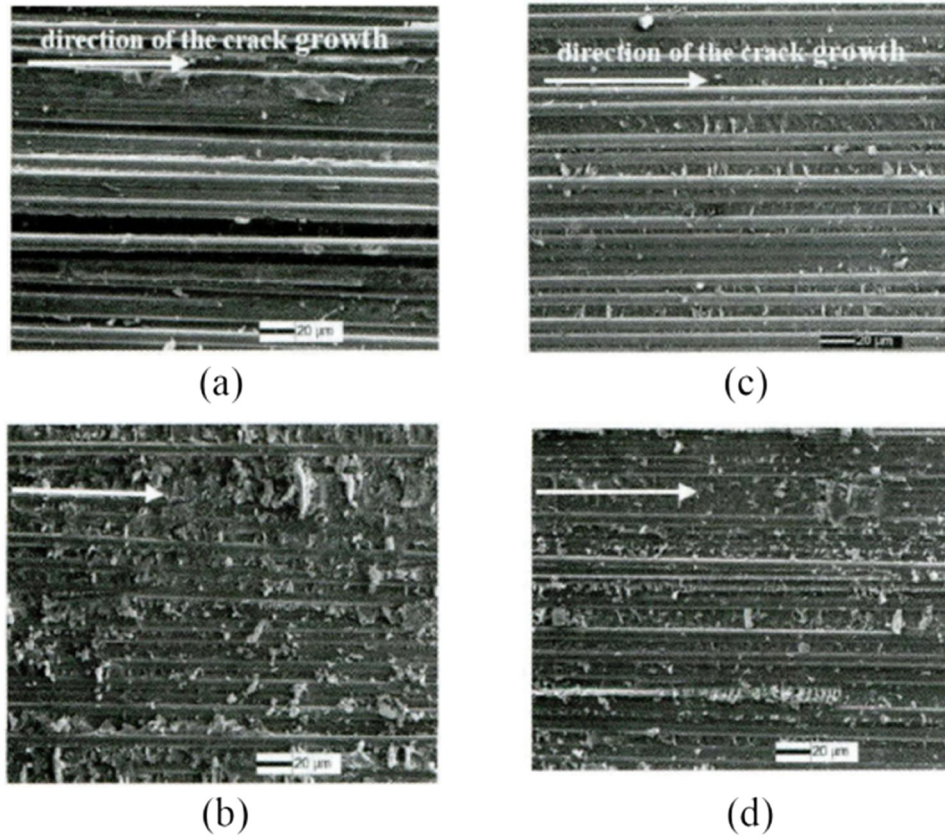 direction of the crack growth
20 μm
(a)
direction of the crack growth
20 μm
(c)
20 μm
(b)
20 μm
(d)